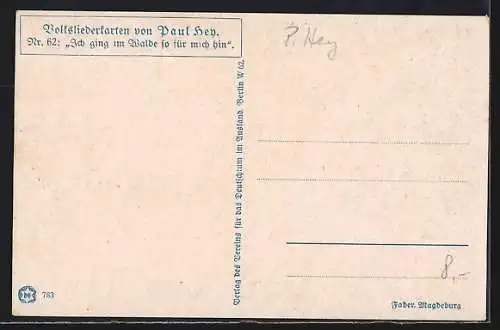 Volksliederkarten von Paul Hey.
Nr. 62: „Ich ging im Walde so für mich hin“.
P. Hey
Verlag des Vereins für das Deutschtum im Ausland, Berlin W 62.
8,-
783
Faber, Magdeburg